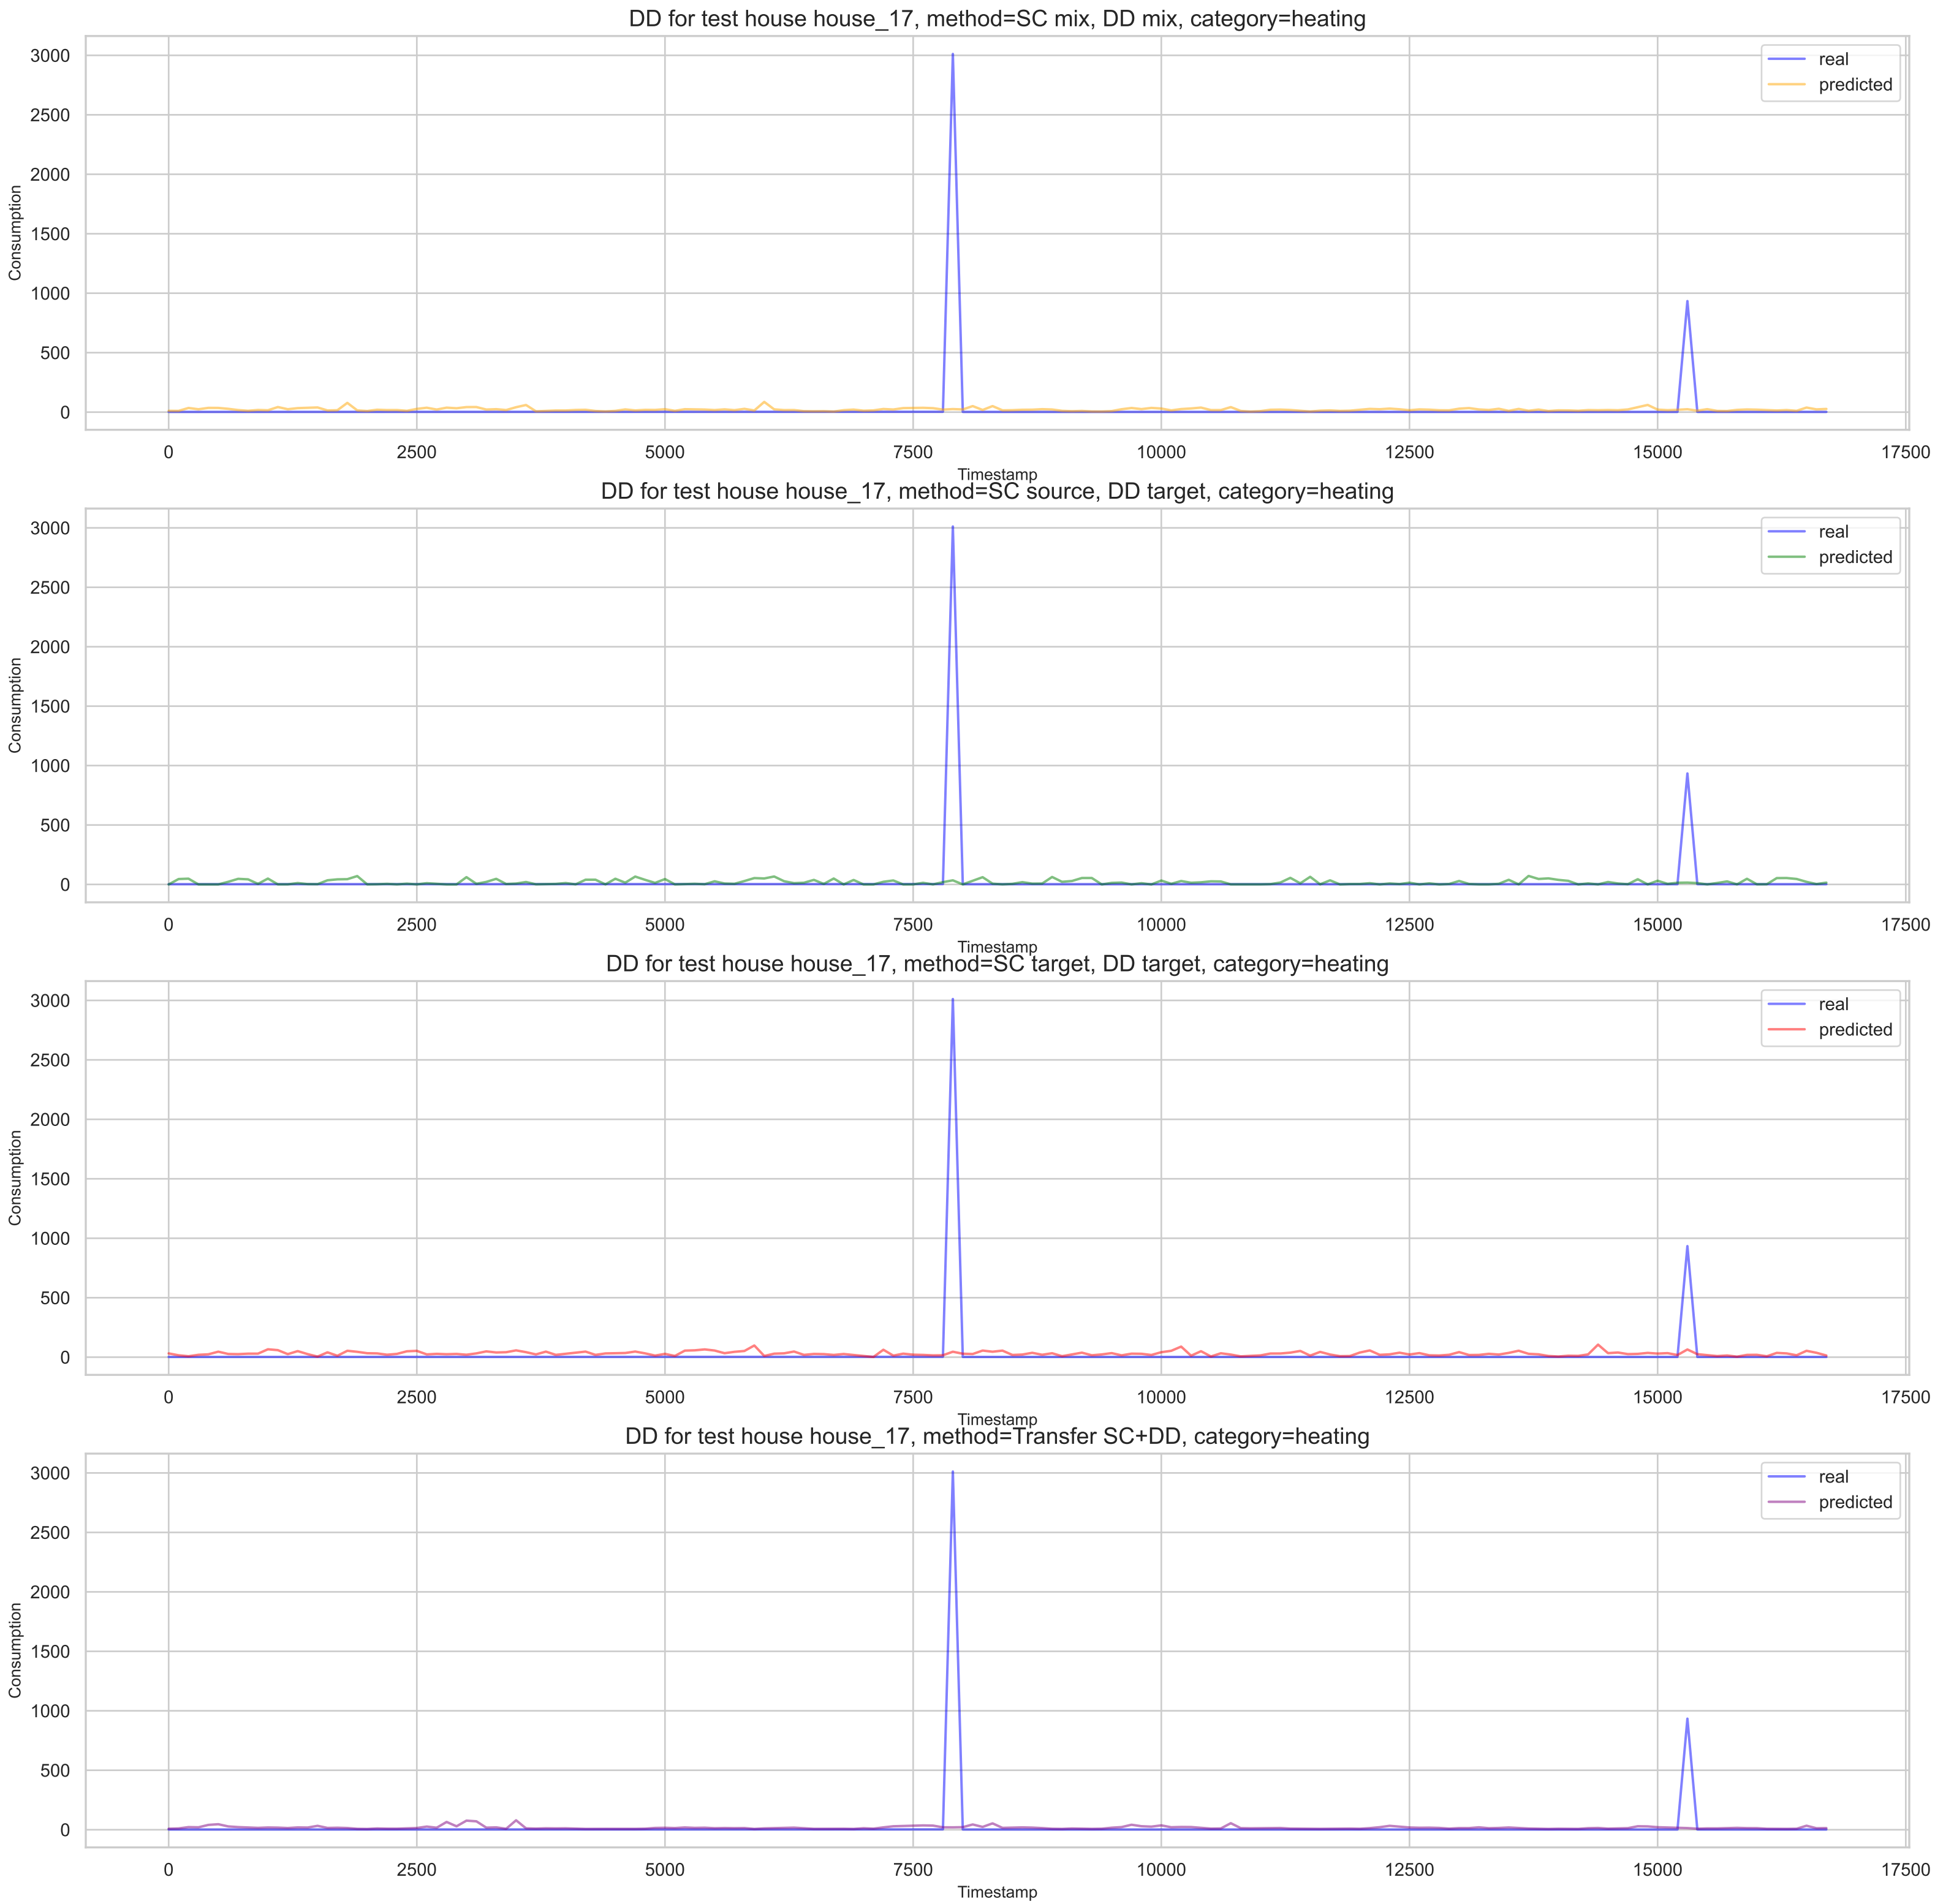 DD for test house house_17, method=SC mix, DD mix, category=heating
3000
2500
2000
1500
1000
500
0
Consumption
real
predicted
0 2500 5000 7500 10000 12500 15000 17500
Timestamp
DD for test house house_17, method=SC source, DD target, category=heating
3000
2500
2000
1500
1000
500
0
Consumption
real
predicted
0 2500 5000 7500 10000 12500 15000 17500
Timestamp
DD for test house house_17, method=SC target, DD target, category=heating
3000
2500
2000
1500
1000
500
0
Consumption
real
predicted
0 2500 5000 7500 10000 12500 15000 17500
Timestamp
DD for test house house_17, method=Transfer SC+DD, category=heating
3000
2500
2000
1500
1000
500
0
Consumption
real
predicted
0 2500 5000 7500 10000 12500 15000 17500
Timestamp